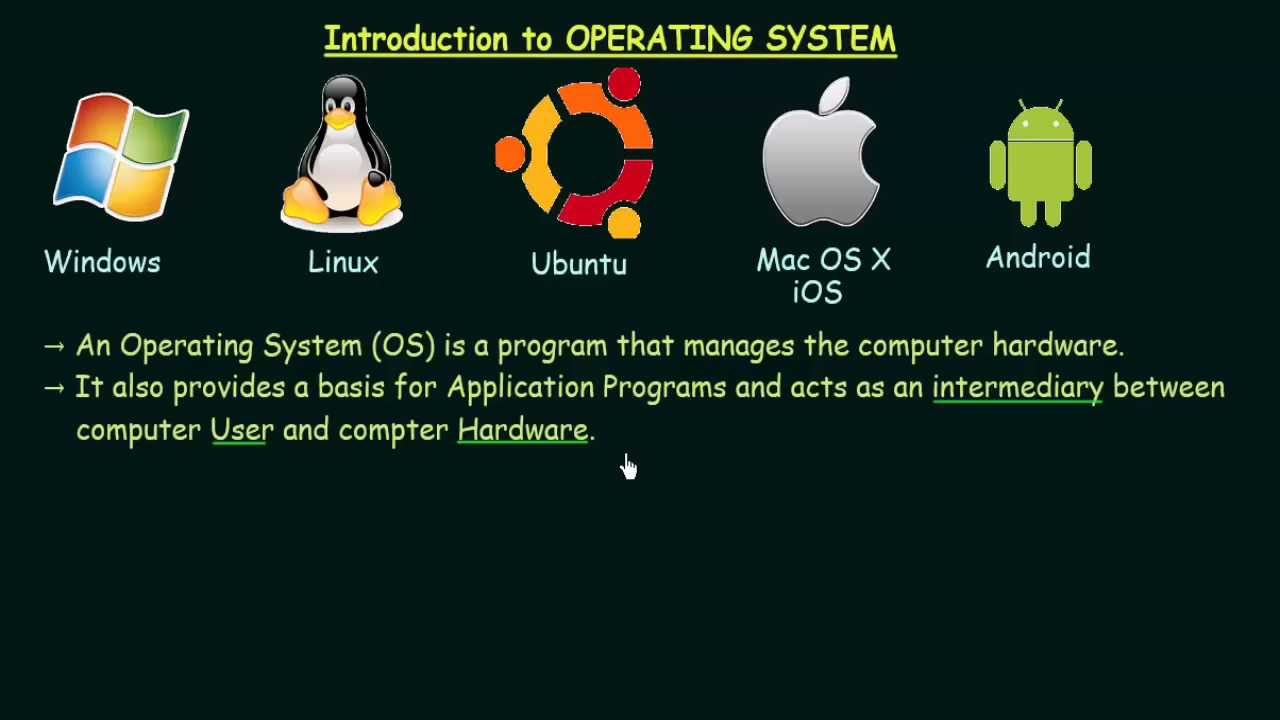 Introduction to OPERATING SYSTEM
Windows
Linux
Ubuntu
Mac OS X
iOS
Android
→ An Operating System (OS) is a program that manages the computer hardware.
→ It also provides a basis for Application Programs and acts as an intermediary between
computer User and compter Hardware.